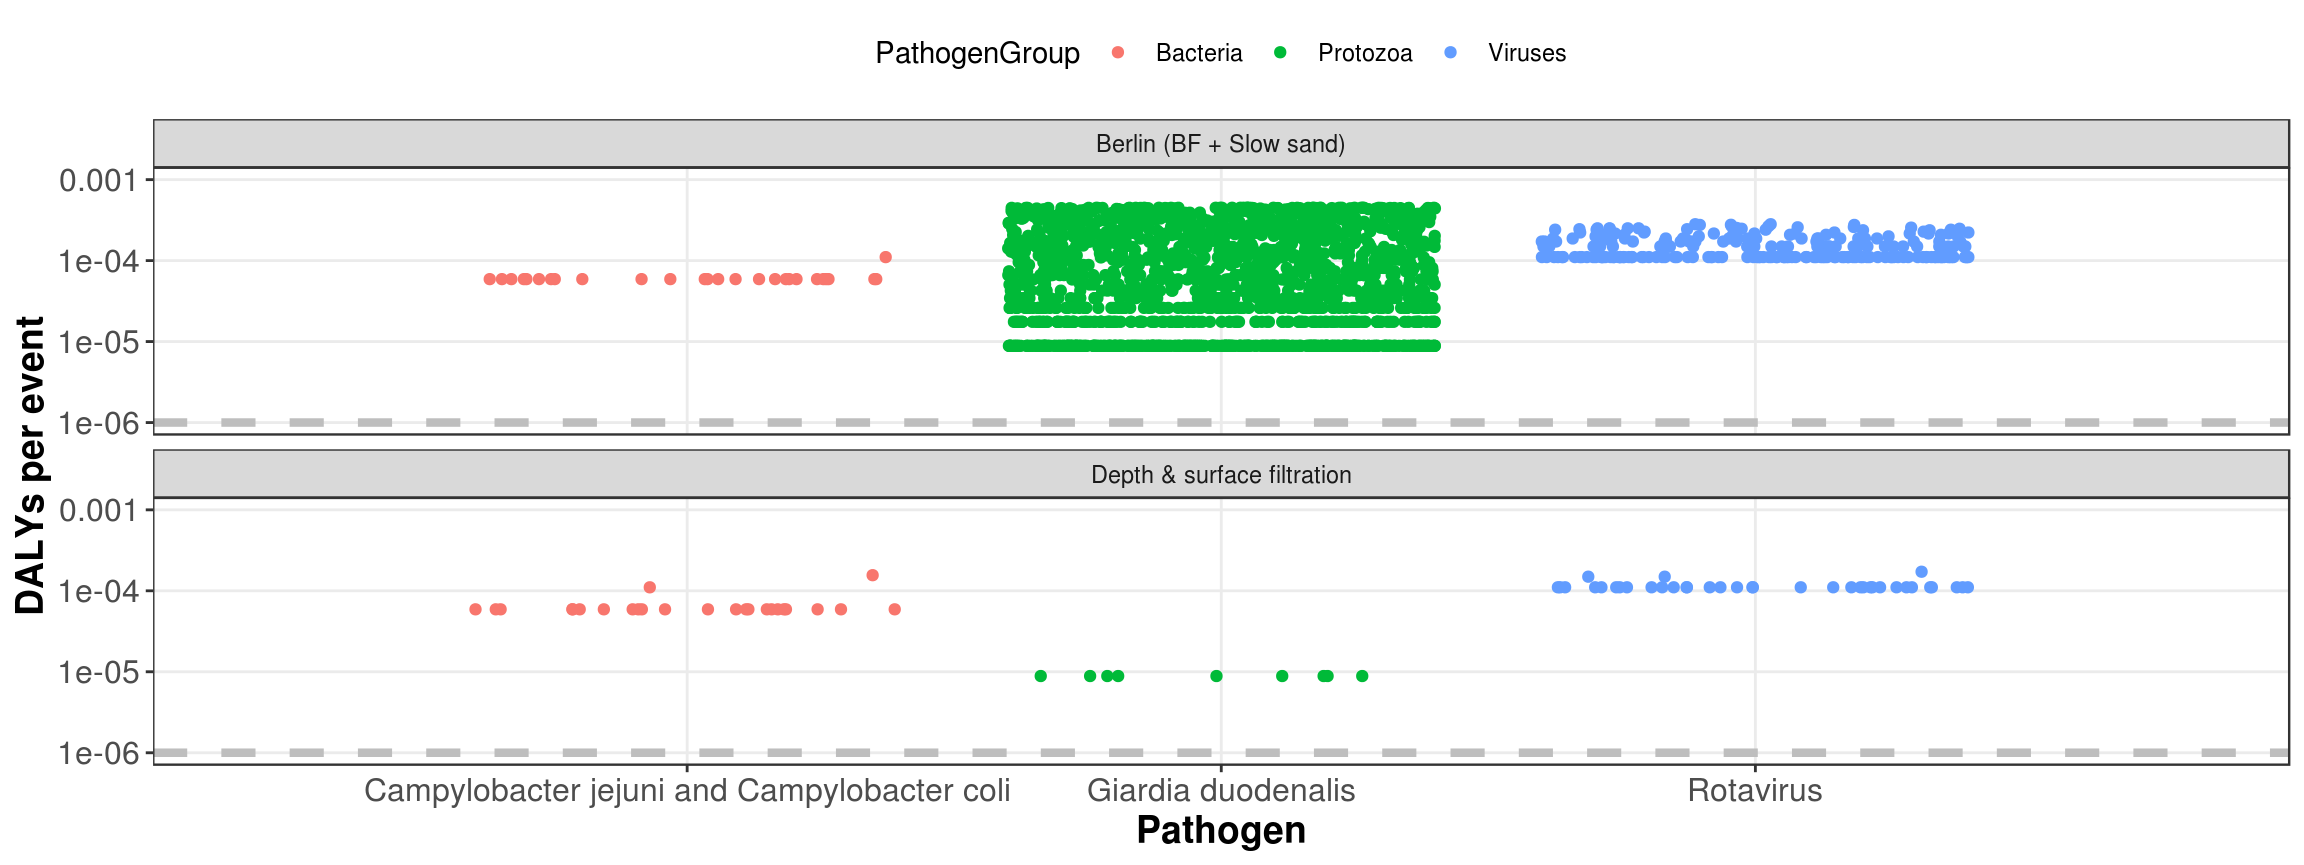 PathogenGroup Bacteria Protozoa Viruses
Berlin (BF + Slow sand)
0.001
1e-04
1e-05
1e-06
DALYs per event
Depth & surface filtration
0.001
1e-04
1e-05
1e-06
Campylobacter jejuni and Campylobacter coli Giardia duodenalis Rotavirus
Pathogen